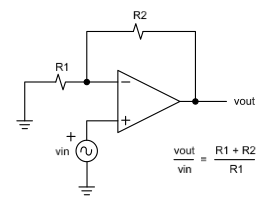 R2
R1
−
vout
+
+
vin
vout / vin = R1 + R2 / R1